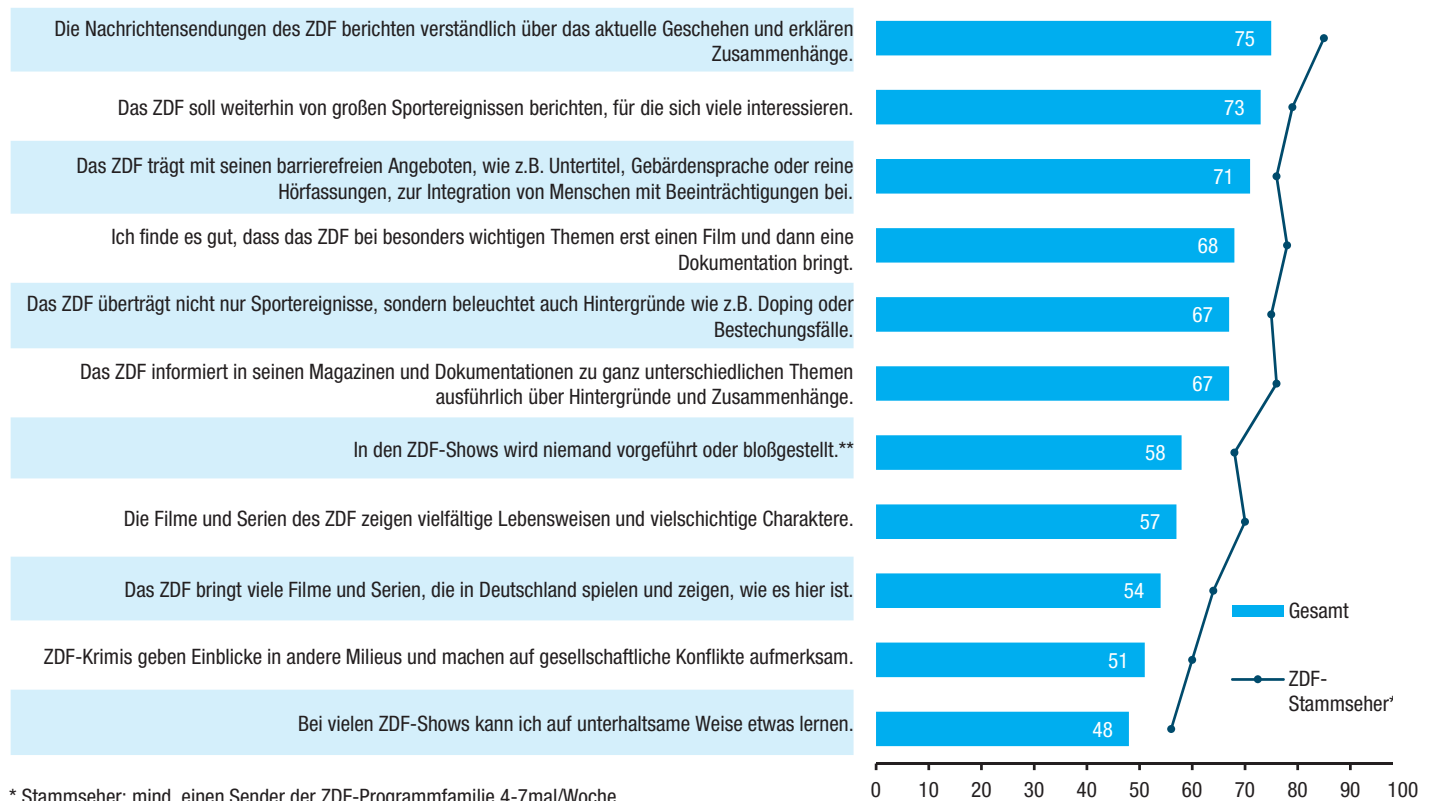 Die Nachrichtensendungen des ZDF berichten verständlich über das aktuelle Geschehen und erklären
Zusammenhänge.
75
Das ZDF soll weiterhin von großen Sportereignissen berichten, für die sich viele interessieren.
73
Das ZDF trägt mit seinen barrierefreien Angeboten, wie z.B. Untertitel, Gebärdensprache oder reine
Hörfassungen, zur Integration von Menschen mit Beeinträchtigungen bei.
71
Ich finde es gut, dass das ZDF bei besonders wichtigen Themen erst einen Film und dann eine
Dokumentation bringt.
68
Das ZDF überträgt nicht nur Sportereignisse, sondern beleuchtet auch Hintergründe wie z.B. Doping oder
Bestechungsfälle.
67
Das ZDF informiert in seinen Magazinen und Dokumentationen zu ganz unterschiedlichen Themen
ausführlich über Hintergründe und Zusammenhänge.
67
In den ZDF-Shows wird niemand vorgeführt oder bloßgestellt.**
58
Die Filme und Serien des ZDF zeigen vielfältige Lebensweisen und vielschichtige Charaktere.
57
Das ZDF bringt viele Filme und Serien, die in Deutschland spielen und zeigen, wie es hier ist.
54
Gesamt
ZDF-Krimis geben Einblicke in andere Milieus und machen auf gesellschaftliche Konflikte aufmerksam.
51
ZDF-
Stammseher*
Bei vielen ZDF-Shows kann ich auf unterhaltsame Weise etwas lernen.
48
0 10 20 30 40 50 60 70 80 90 100
* Stammseher: mind. einen Sender der ZDF-Programmfamilie 4-7mal/Woche